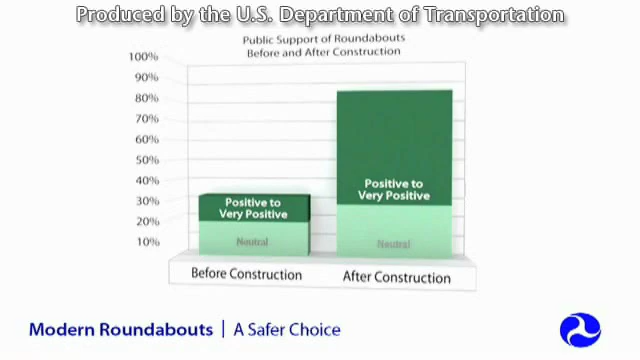 Produced by the U.S. Department of Transportation
Public Support of Roundabouts
Before and After Construction
100%
90%
80%
70%
60%
50%
40%
30%
20%
10%
Positive to
Very Positive
Neutral
Positive to
Very Positive
Neutral
Before Construction
After Construction
Modern Roundabouts | A Safer Choice